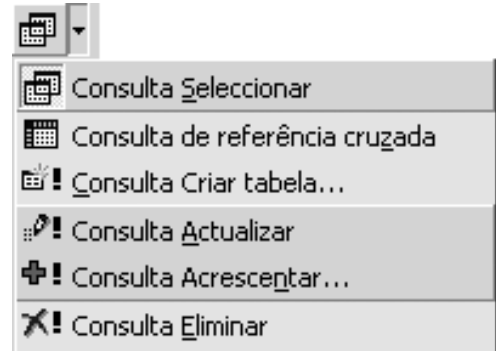 Consulta Seleccionar
Consulta de referência cruzada
Consulta Criar tabela...
Consulta Actualizar
Consulta Acrescentar...
Consulta Eliminar